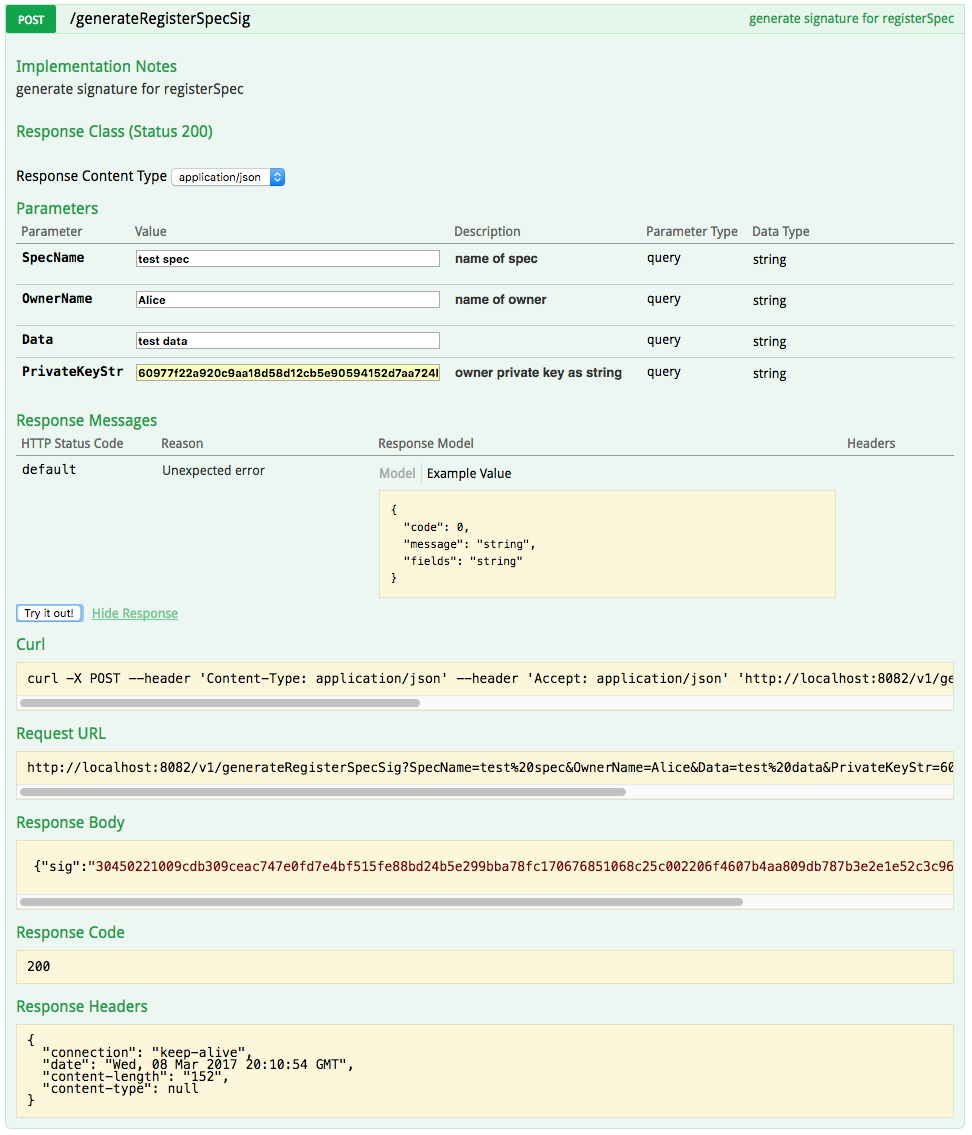 POST /generateRegisterSpecSig generate signature for registerSpec
Implementation Notes
generate signature for registerSpec
Response Class (Status 200)
Response Content Type application/json
Parameters
Parameter Value Description Parameter Type Data Type
SpecName test spec name of spec query string
OwnerName Alice name of owner query string
Data test data query string
PrivateKeyStr 60977f22a920c9aa18d58d12cb5e90594152d7aa724l owner private key as string query string
Response Messages
HTTP Status Code Reason Response Model Headers
default Unexpected error Model Example Value
{
"code": 0,
"message": "string",
"fields": "string"
}
Try it out! Hide Response
Curl
curl -X POST --header 'Content-Type: application/json' --header 'Accept: application/json' 'http://localhost:8082/v1/ge
Request URL
http://localhost:8082/v1/generateRegisterSpecSig?SpecName=test%20spec&OwnerName=Alice&Data=test%20data&PrivateKeyStr=60
Response Body
{"sig":"30450221009cdb309ceac747e0fd7e4bf515fe88bd24b5e299bba78fc170676851068c25c002206f4607b4aa809db787b3e2e1e52c3c96
Response Code
200
Response Headers
{
"connection": "keep-alive",
"date": "Wed, 08 Mar 2017 20:10:54 GMT",
"content-length": "152",
"content-type": null
}